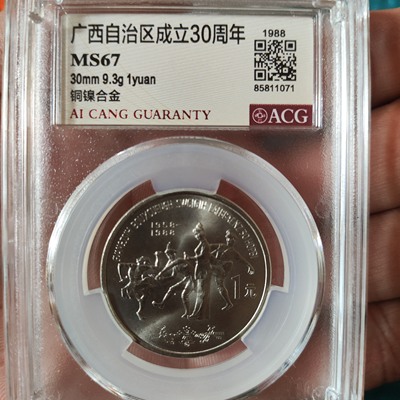 广西自治区成立30周年
1988
MS67
30mm 9.3g 1yuan
85811071
铜镍合金
AI CANG GUARANTY
ACG
1958-
1988
1元